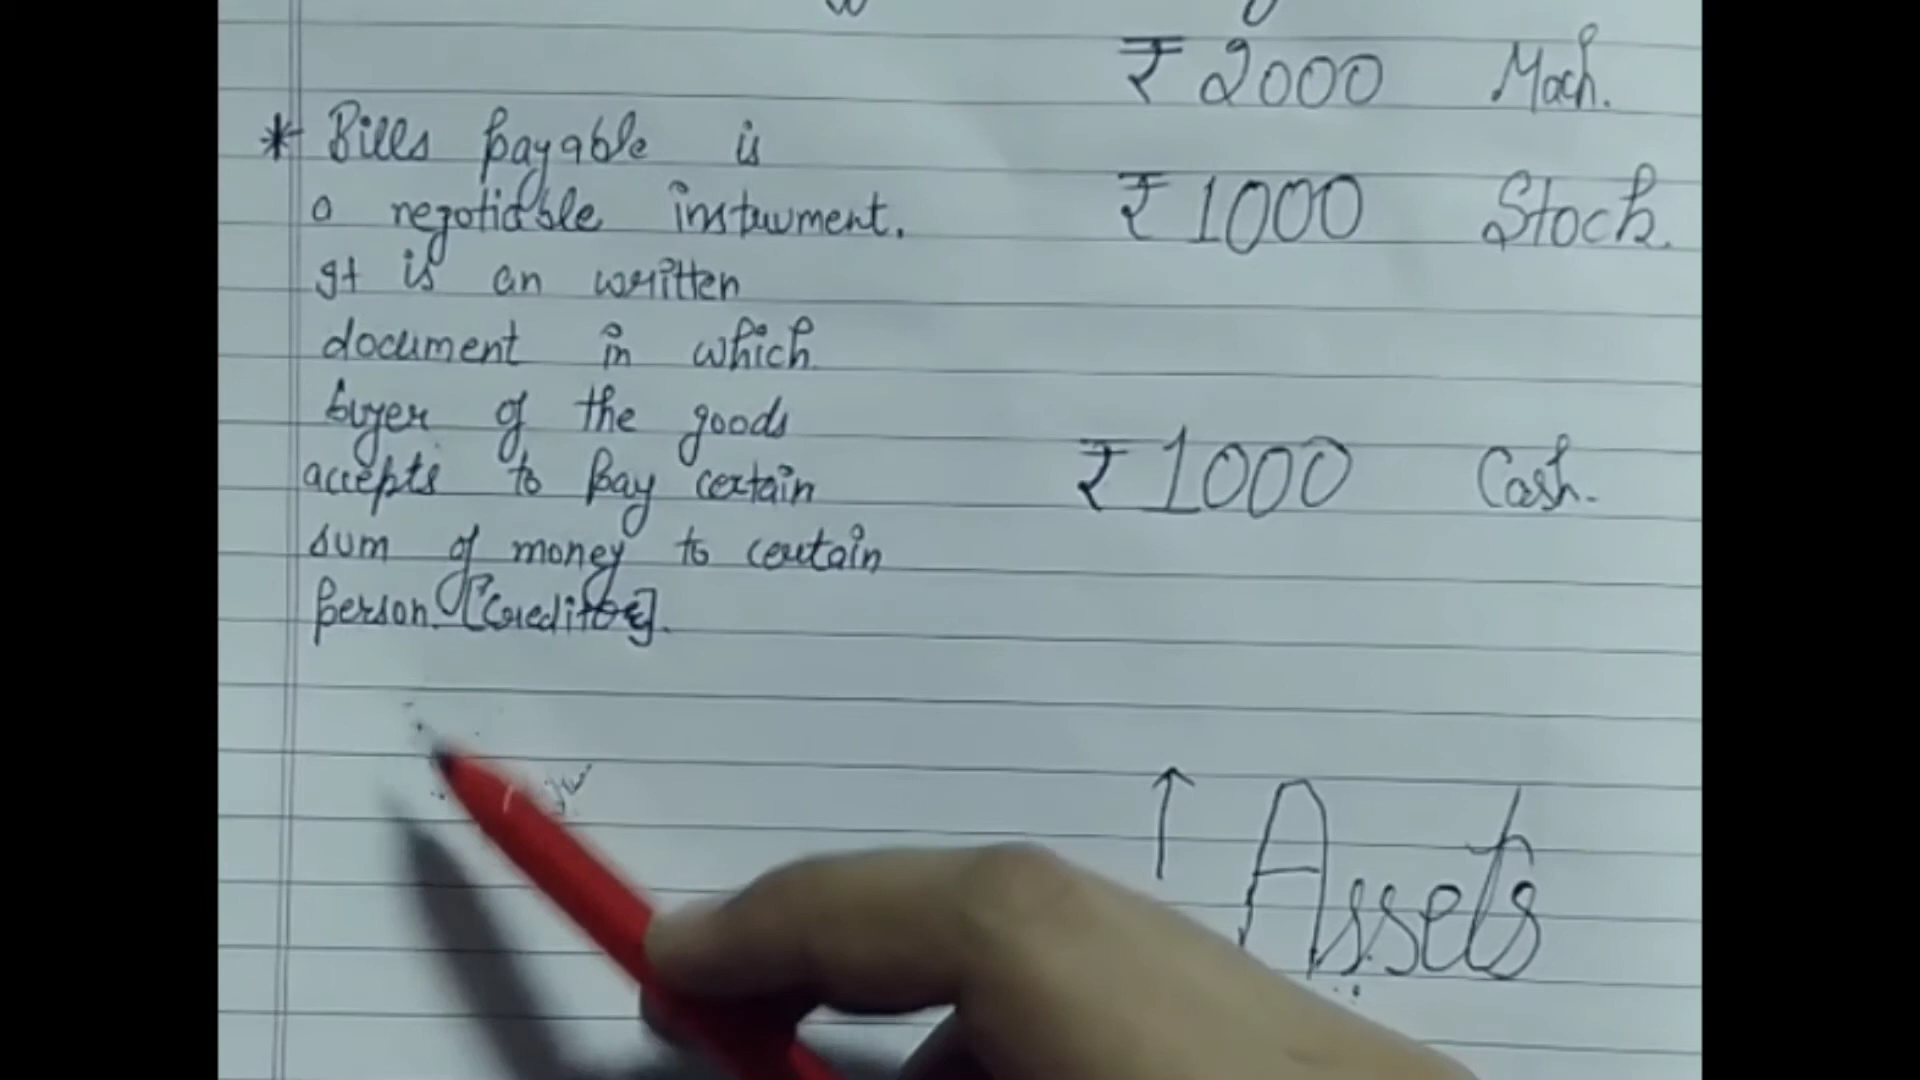 ₹ 2000 Mach.
* Bills payable is
a negotiable instrument.
₹ 1000 Stock.
It is an written
document in which
buyer of the goods
accepts to pay certain
₹ 1000 Cash.
sum of money to certain
person. [Creditors].
↑ Assets